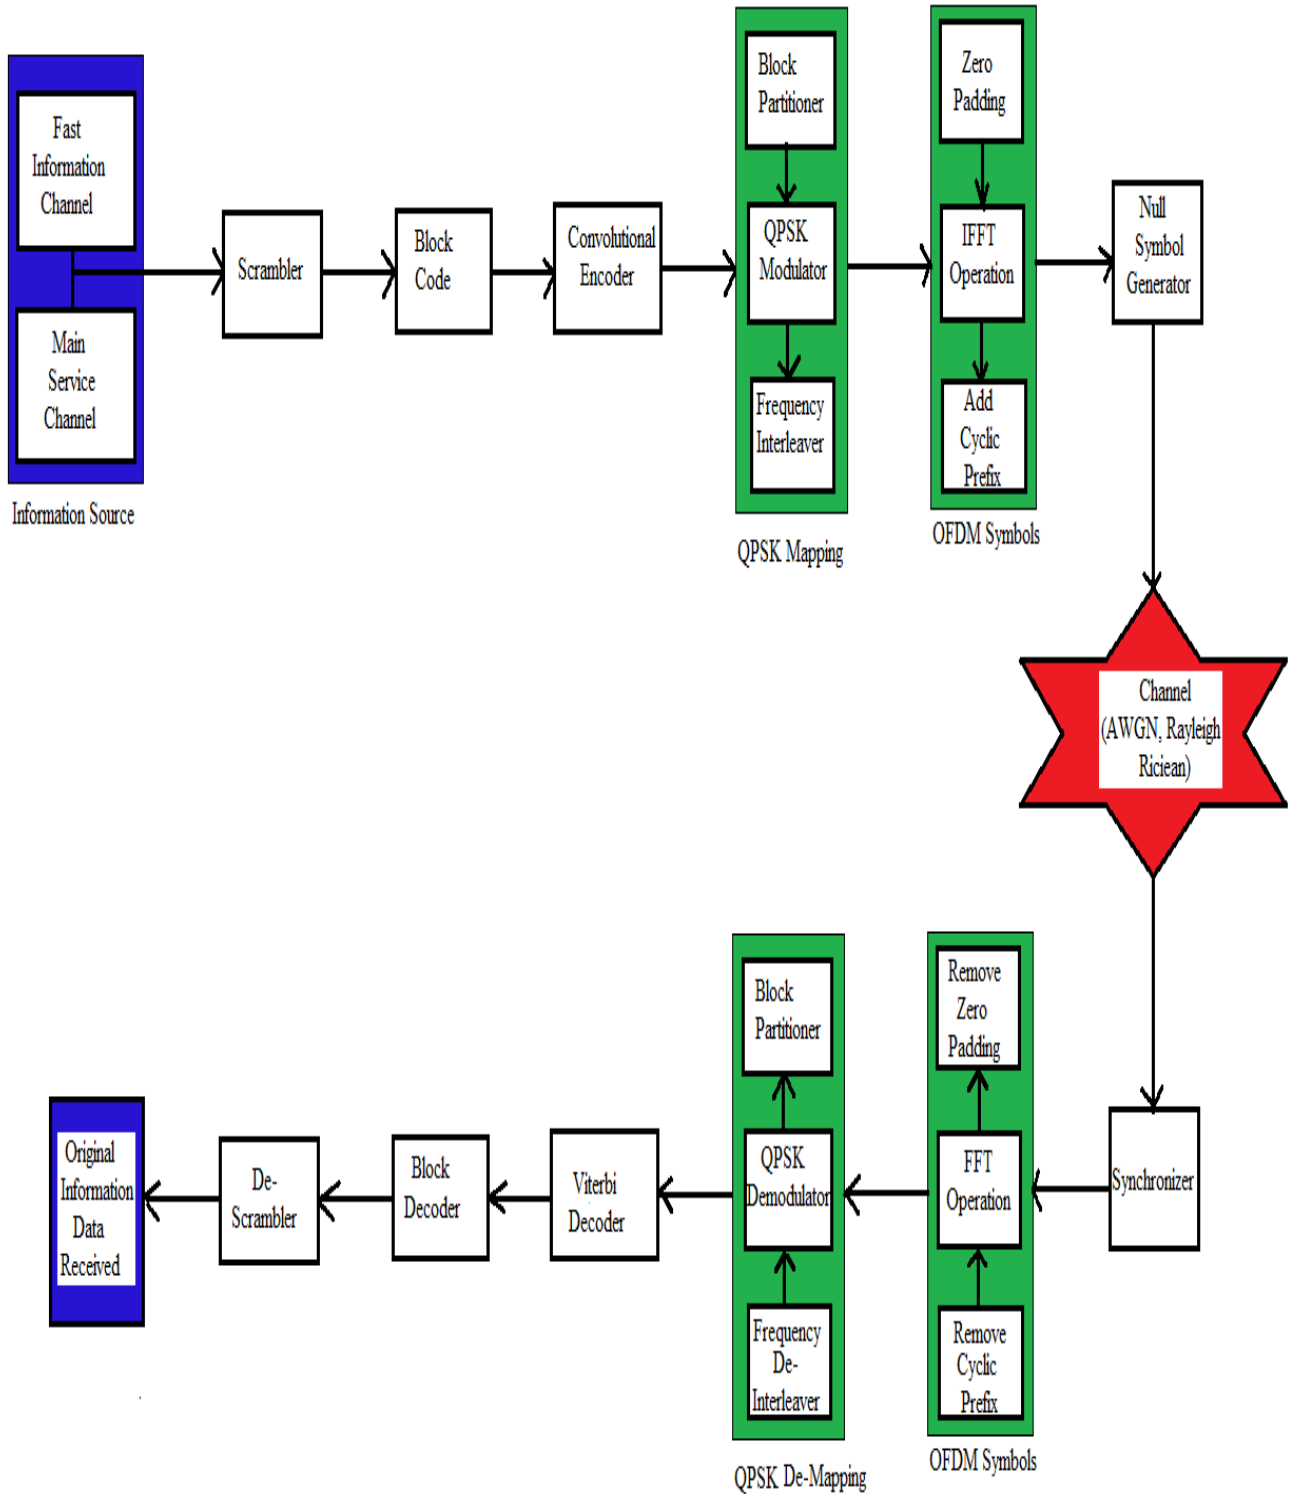 Fast
Information
Channel
Main
Service
Channel
Information Source
Scrambler
Block
Code
Convolutional
Encoder
Block
Partitioner
QPSK
Modulator
Frequency
Interleaver
QPSK Mapping
Zero
Padding
IFFT
Operation
Add
Cyclic
Prefix
OFDM Symbols
Null
Symbol
Generator
Channel
(AWGN, Rayleigh
Riciean)
Synchronizer
Remove
Zero
Padding
FFT
Operation
Remove
Cyclic
Prefix
OFDM Symbols
Block
Partitioner
QPSK
Demodulator
Frequency
De-
Interleaver
QPSK De-Mapping
Viterbi
Decoder
Block
Decoder
De-
Scrambler
Original
Information
Data
Received